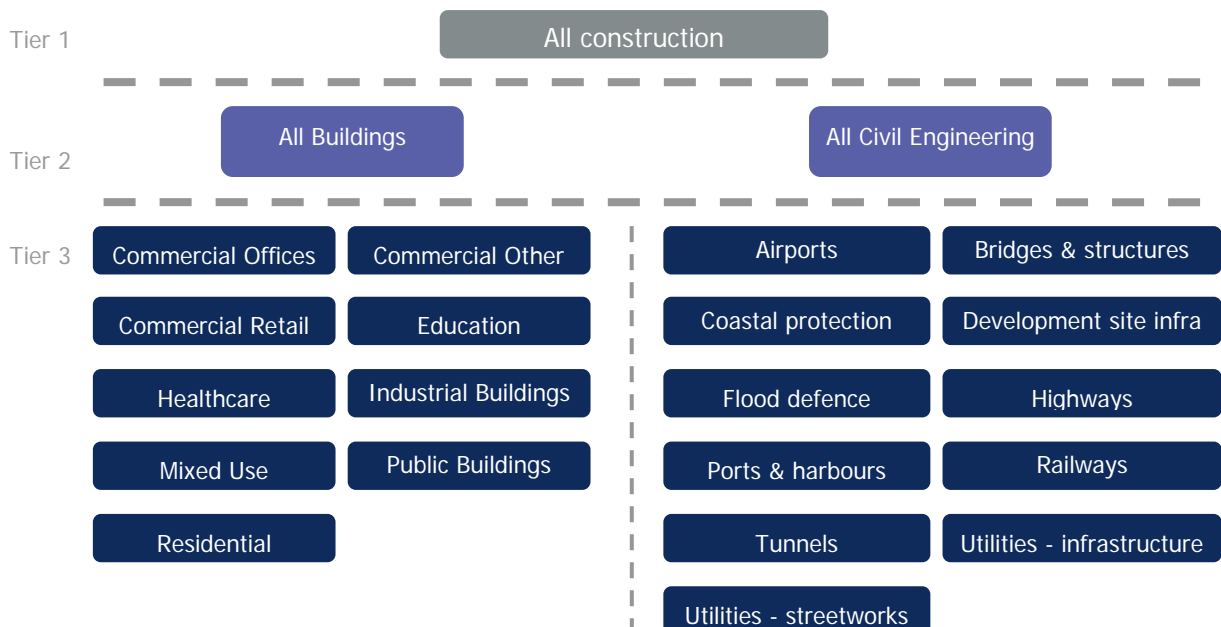 Tier 1
All construction
Tier 2
All Buildings
All Civil Engineering
Tier 3
Commercial Offices
Commercial Other
Airports
Bridges & structures
Commercial Retail
Education
Coastal protection
Development site infra
Healthcare
Industrial Buildings
Flood defence
Highways
Mixed Use
Public Buildings
Ports & harbours
Railways
Residential
Tunnels
Utilities - infrastructure
Utilities - streetworks